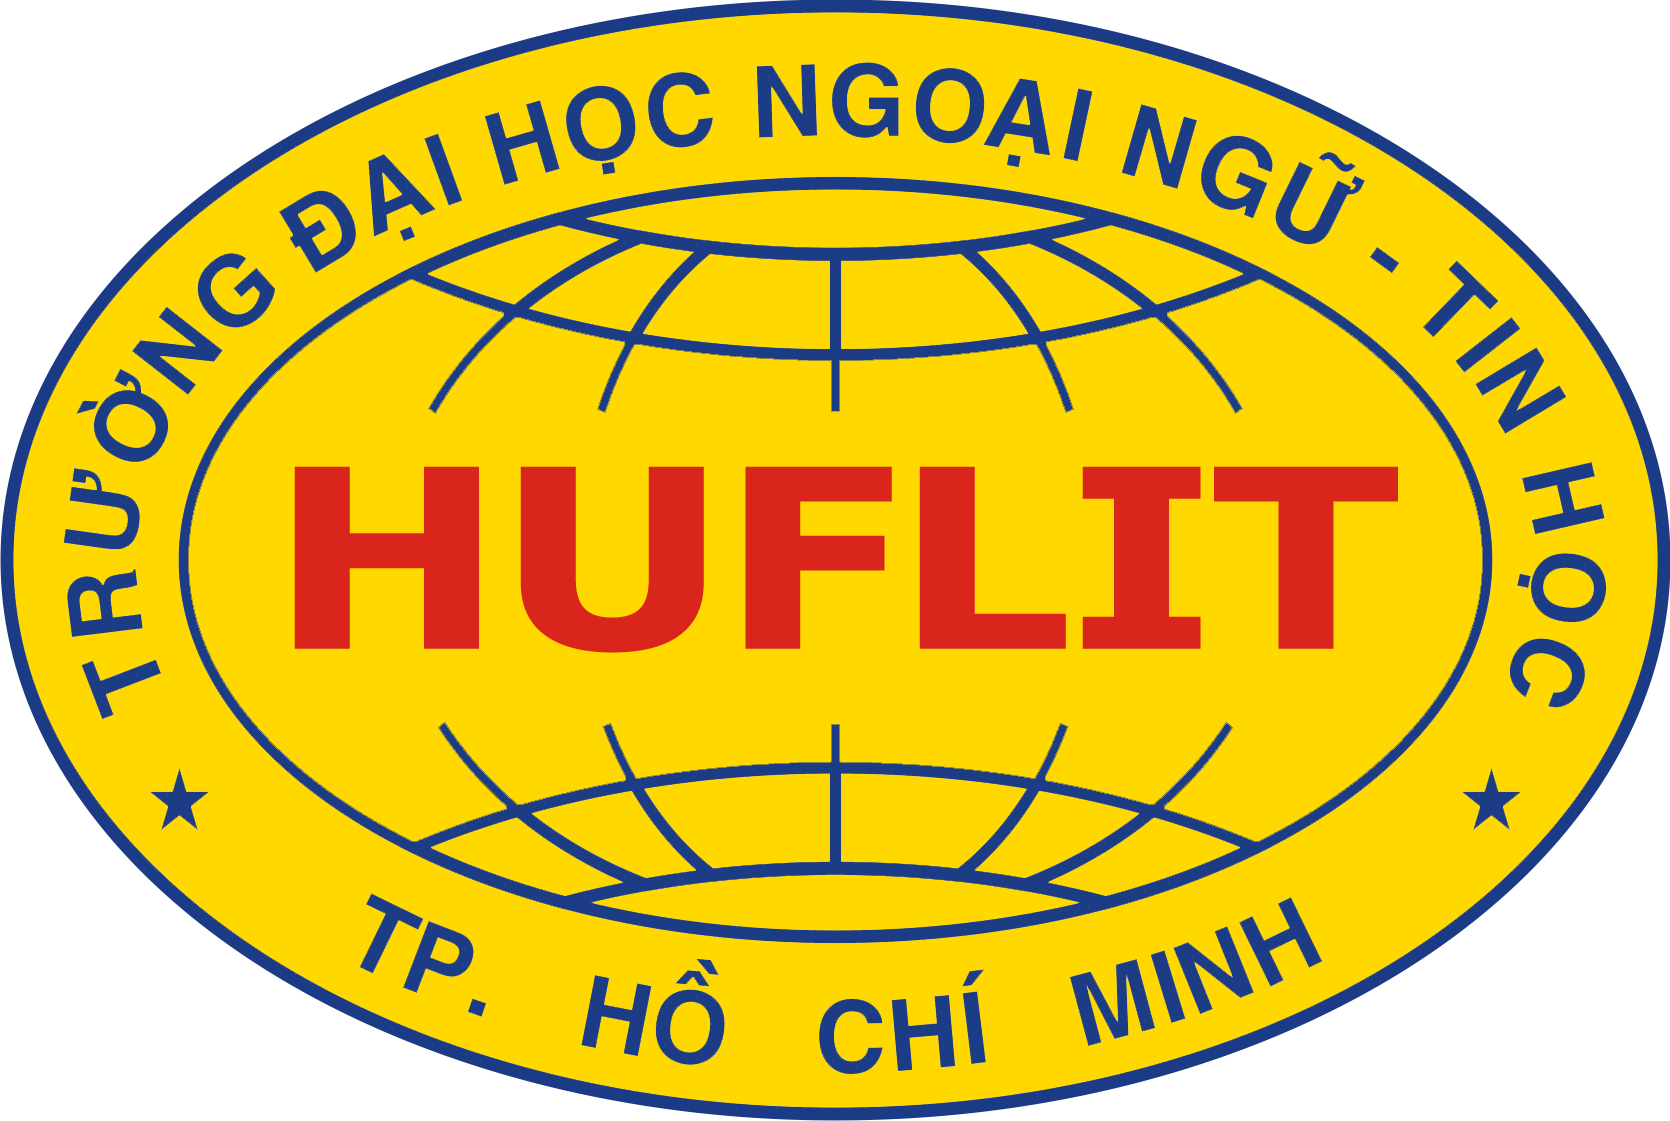 TRƯỜNG ĐẠI HỌC NGOẠI NGỮ - TIN HỌC
HUFLIT
TP. HỒ CHÍ MINH